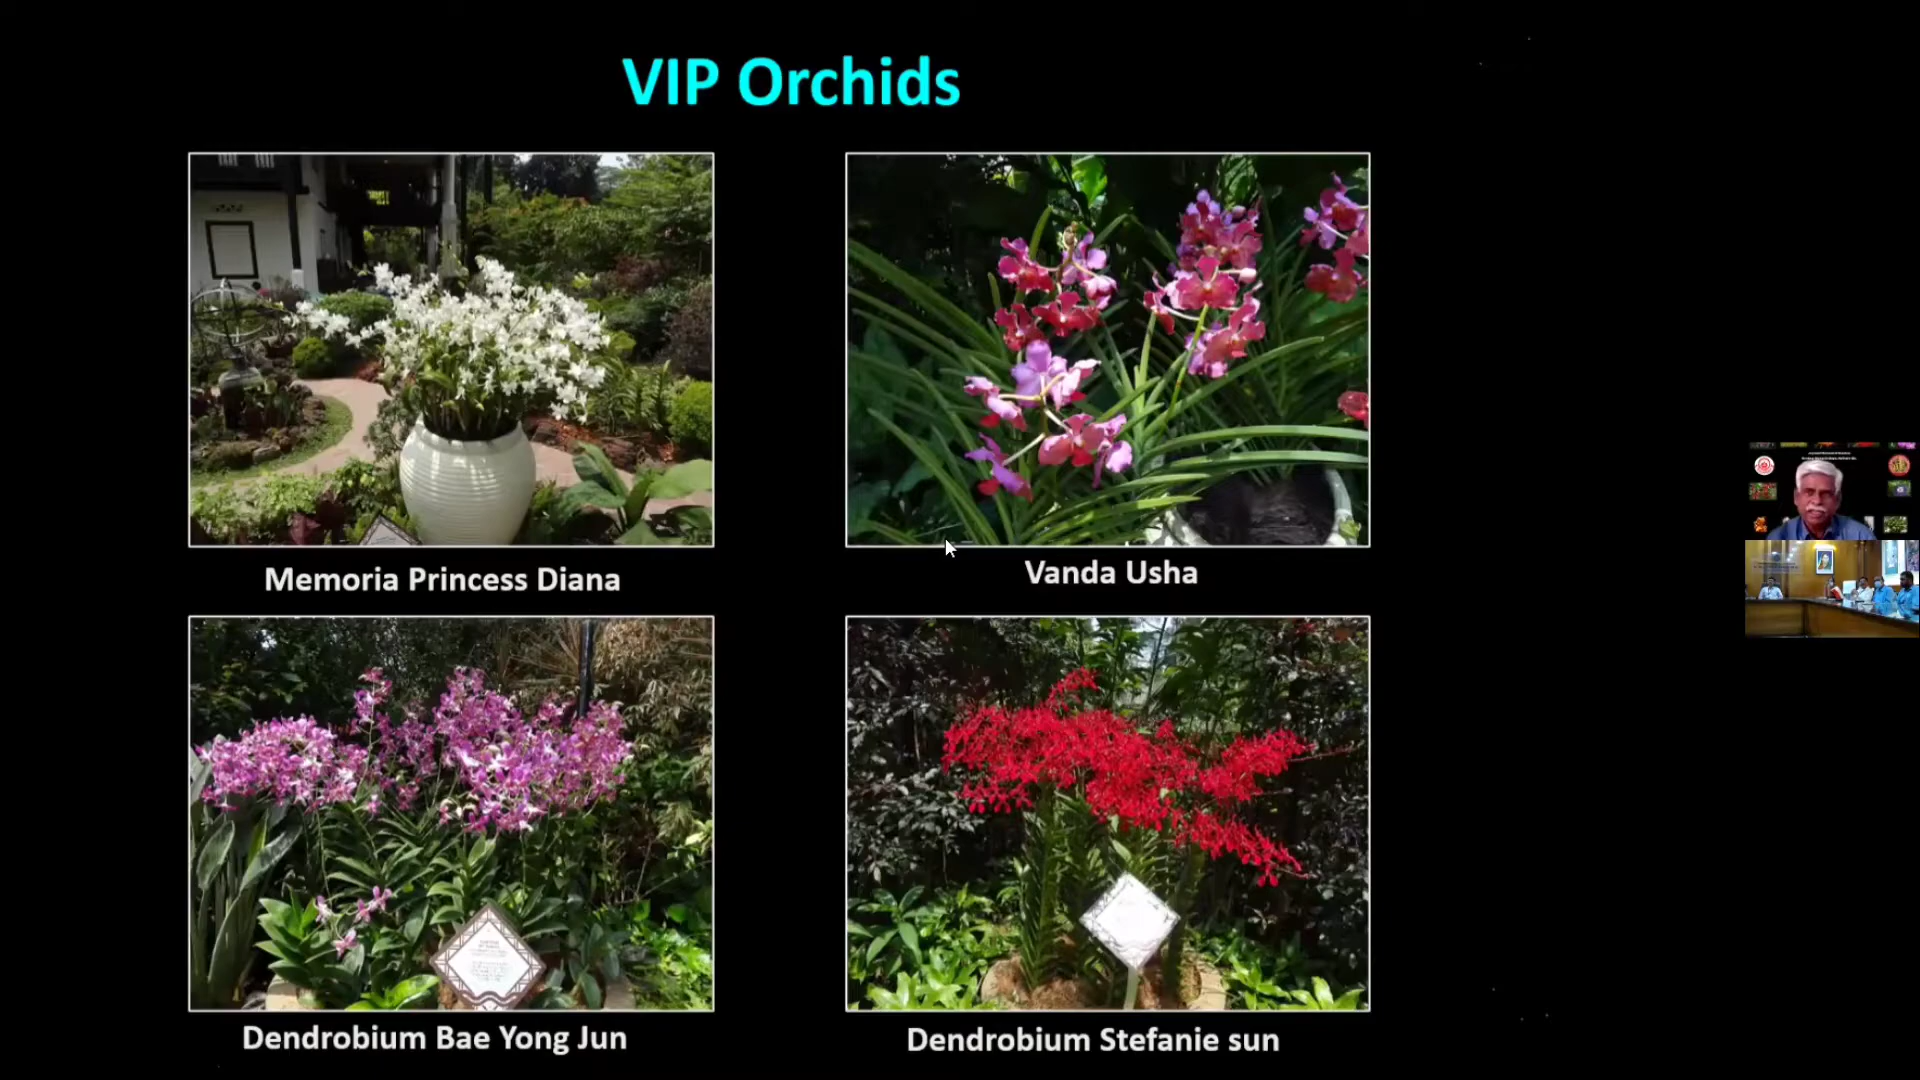 VIP Orchids
Memoria Princess Diana
Vanda Usha
Dendrobium Bae Yong Jun
Dendrobium Stefanie sun